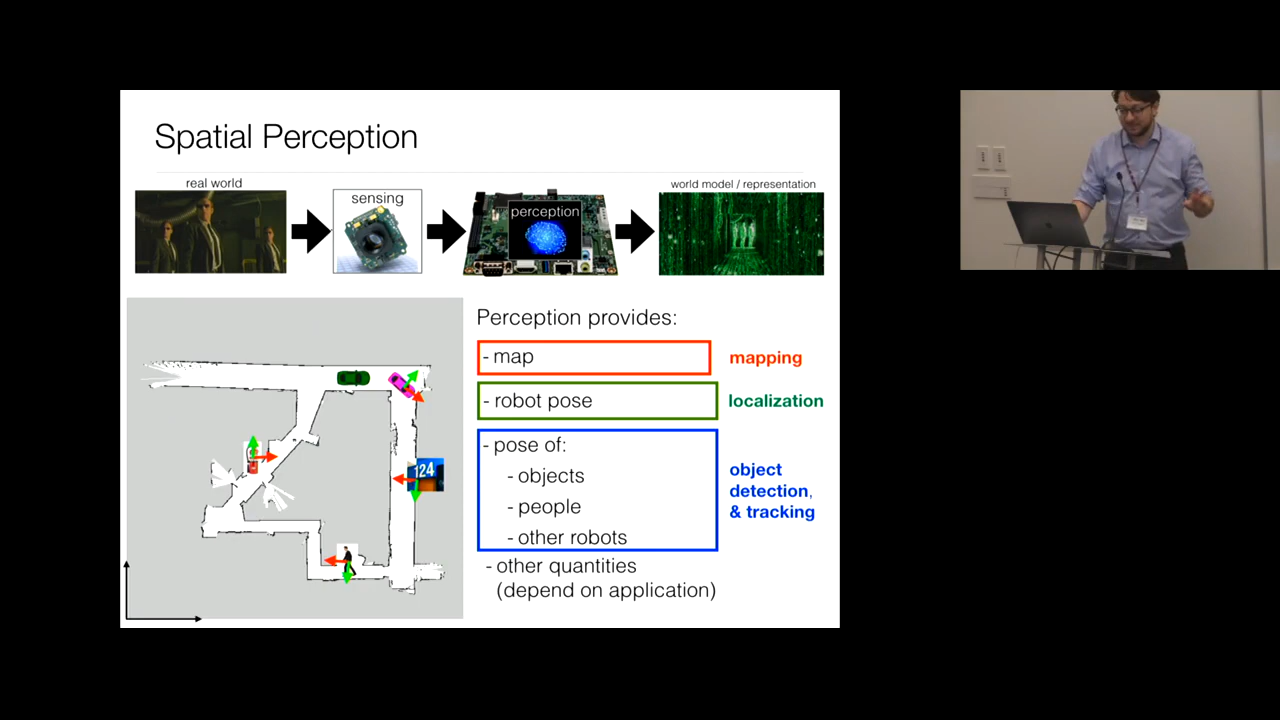 Spatial Perception
real world
sensing
perception
world model / representation
Perception provides:
- map
mapping
- robot pose
localization
- pose of:
- objects
- people
- other robots
object
detection,
& tracking
- other quantities
(depend on application)
124